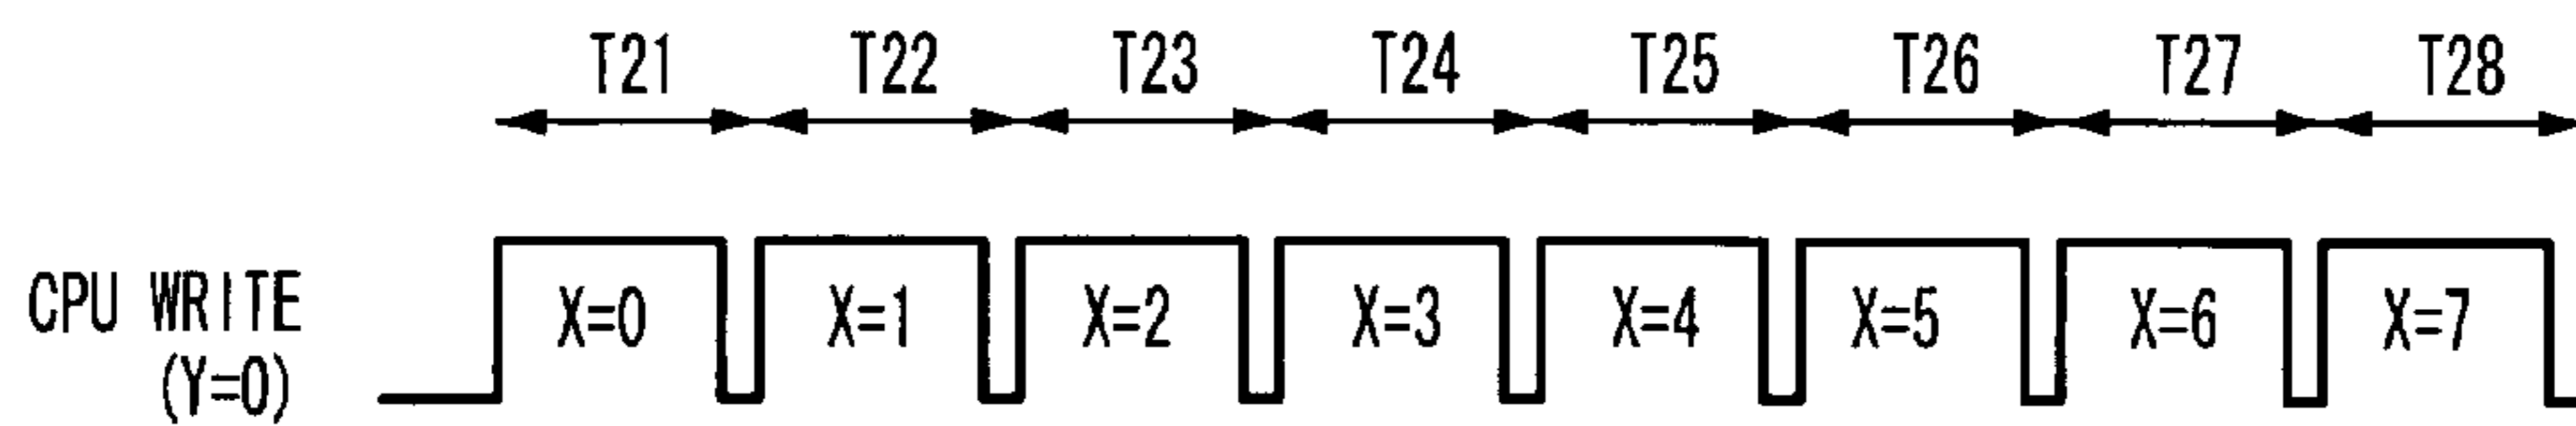 T21 T22 T23 T24 T25 T26 T27 T28
CPU WRITE X=0 X=1 X=2 X=3 X=4 X=5 X=6 X=7
(Y=0)